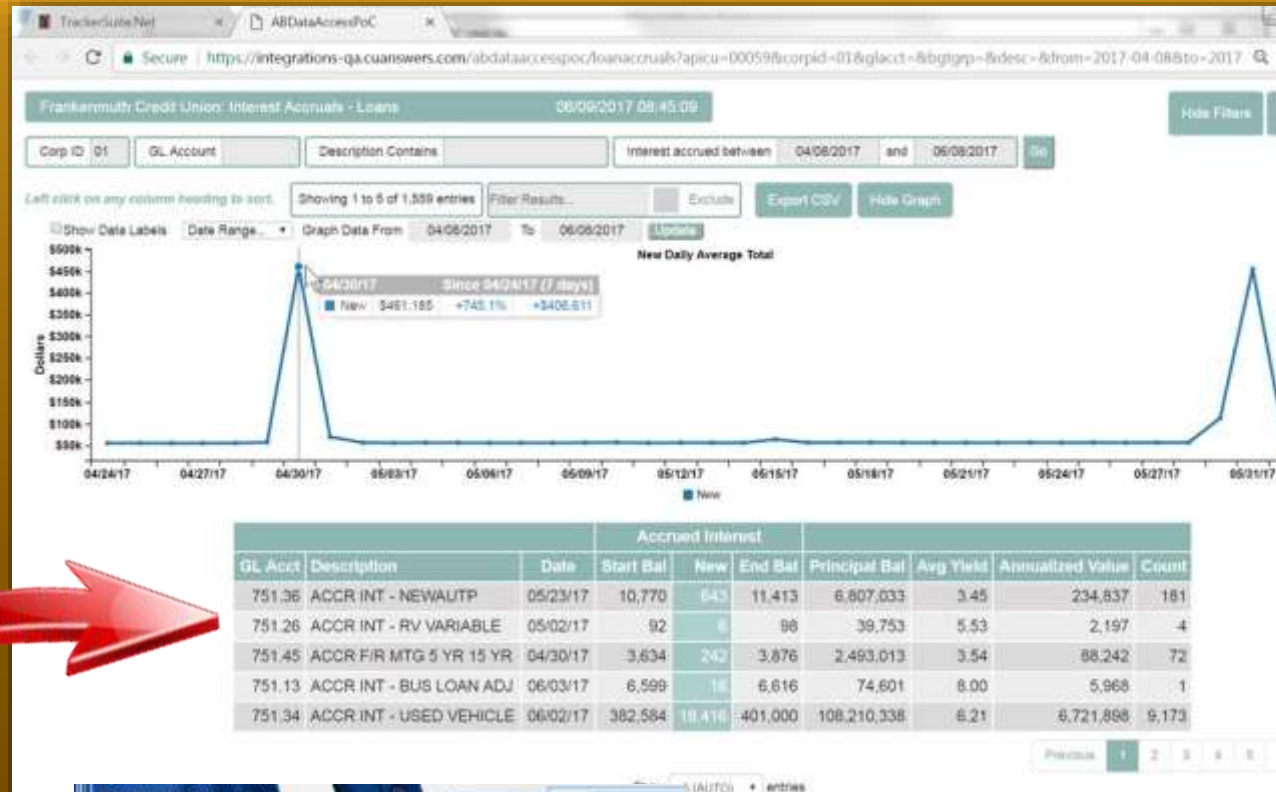 TrackerSuite.Net
ABDataAccessPoC
Secure https://integrations-qa.cuanswers.com/abdataaccesspoc/loanaccruals?apicu=00059&corpid=01&glacct=&bgtgrp=&desc=&from=2017-04-08&to=2017
Frankenmuth Credit Union: Interest Accruals - Loans 06/09/2017 08:45:09 Hide Filters
Corp ID 01 GL Account Description Contains Interest accrued between 04/08/2017 and 06/08/2017 Go
Left click on any column heading to sort. Showing 1 to 5 of 1,559 entries Filter Results... Exclude Export CSV Hide Graph
Show Data Labels Date Range... Graph Data From 04/08/2017 To 06/08/2017 Update
New Daily Average Total
$500k
$450k
$400k
$350k
$300k
$250k
$200k
$150k
$100k
$50k
Dollars
04/30/17 Since 04/24/17 (7 days)
New $461,185 +745.1% +$406,611
04/24/17 04/27/17 04/30/17 05/03/17 05/06/17 05/09/17 05/12/17 05/15/17 05/18/17 05/21/17 05/24/17 05/27/17 05/31/17
New
Accrued Interest
GL Acct Description Date Start Bal New End Bal Principal Bal Avg Yield Annualized Value Count
751.36 ACCR INT - NEWAUTP 05/23/17 10,770 643 11,413 6,807,033 3.45 234,837 181
751.26 ACCR INT - RV VARIABLE 05/02/17 92 6 98 39,753 5.53 2,197 4
751.45 ACCR F/R MTG 5 YR 15 YR 04/30/17 3,634 242 3,876 2,493,013 3.54 88,242 72
751.13 ACCR INT - BUS LOAN ADJ 06/03/17 6,599 16 6,616 74,601 8.00 5,968 1
751.34 ACCR INT - USED VEHICLE 06/02/17 382,584 18,416 401,000 108,210,338 6.21 6,721,898 9,173
Previous 1 2 3 4 5
(AUTO) entries